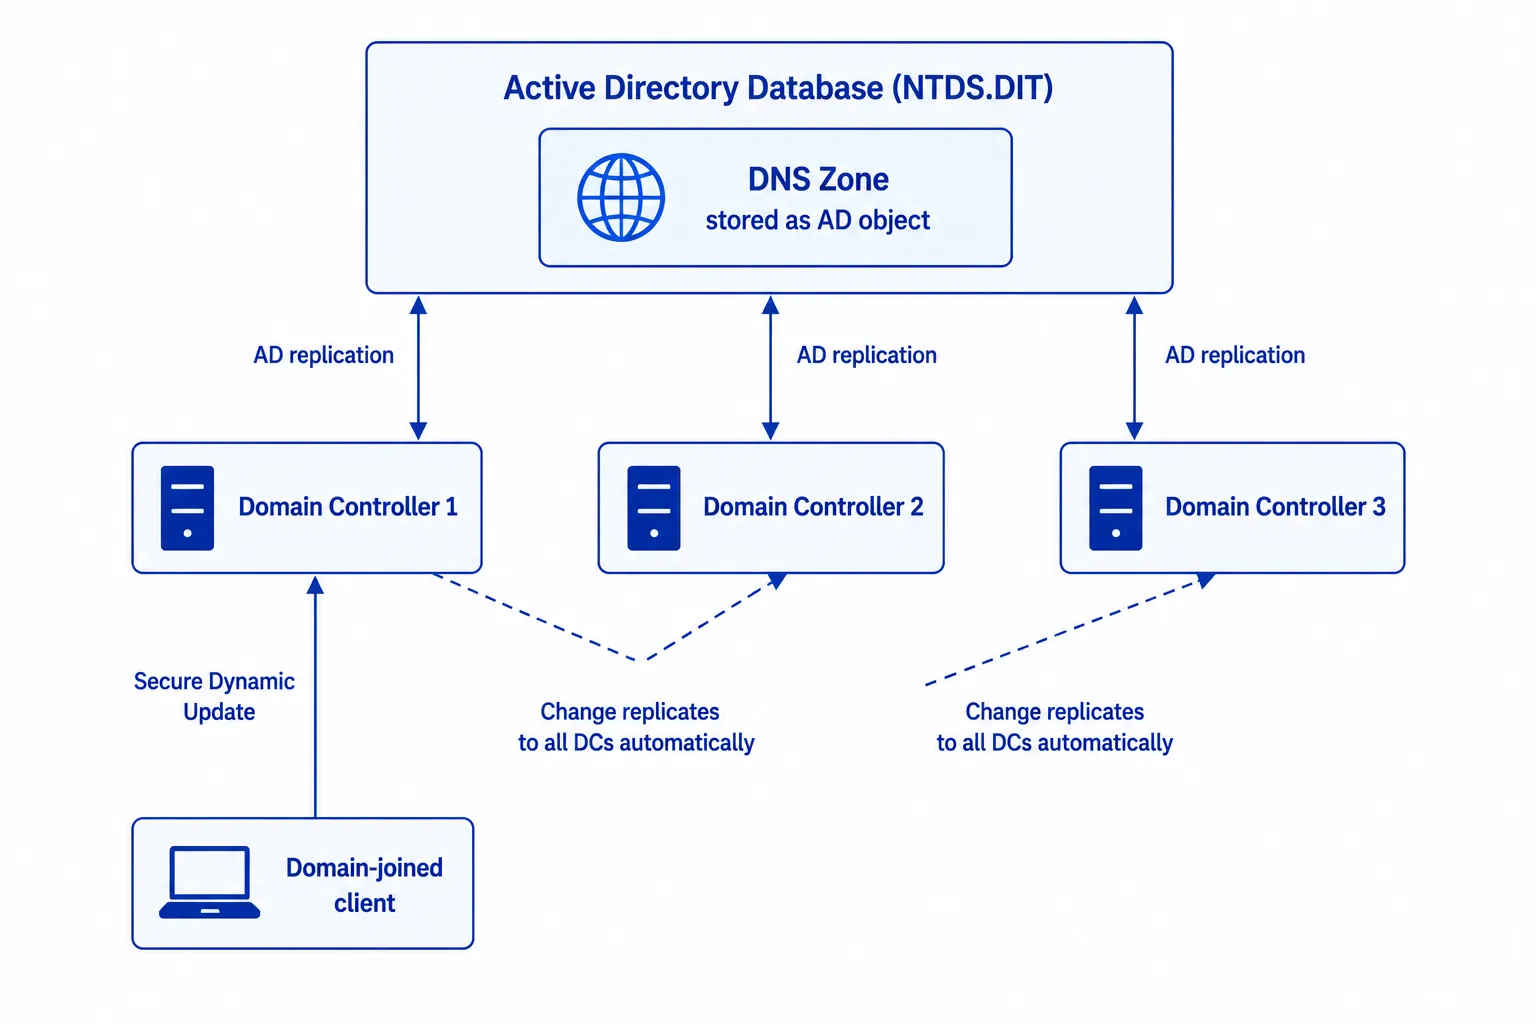 Active Directory Database (NTDS.DIT)
DNS Zone
stored as AD object
AD replication
AD replication
AD replication
Domain Controller 1
Domain Controller 2
Domain Controller 3
Secure Dynamic
Update
Change replicates
to all DCs automatically
Change replicates
to all DCs automatically
Domain-joined
client